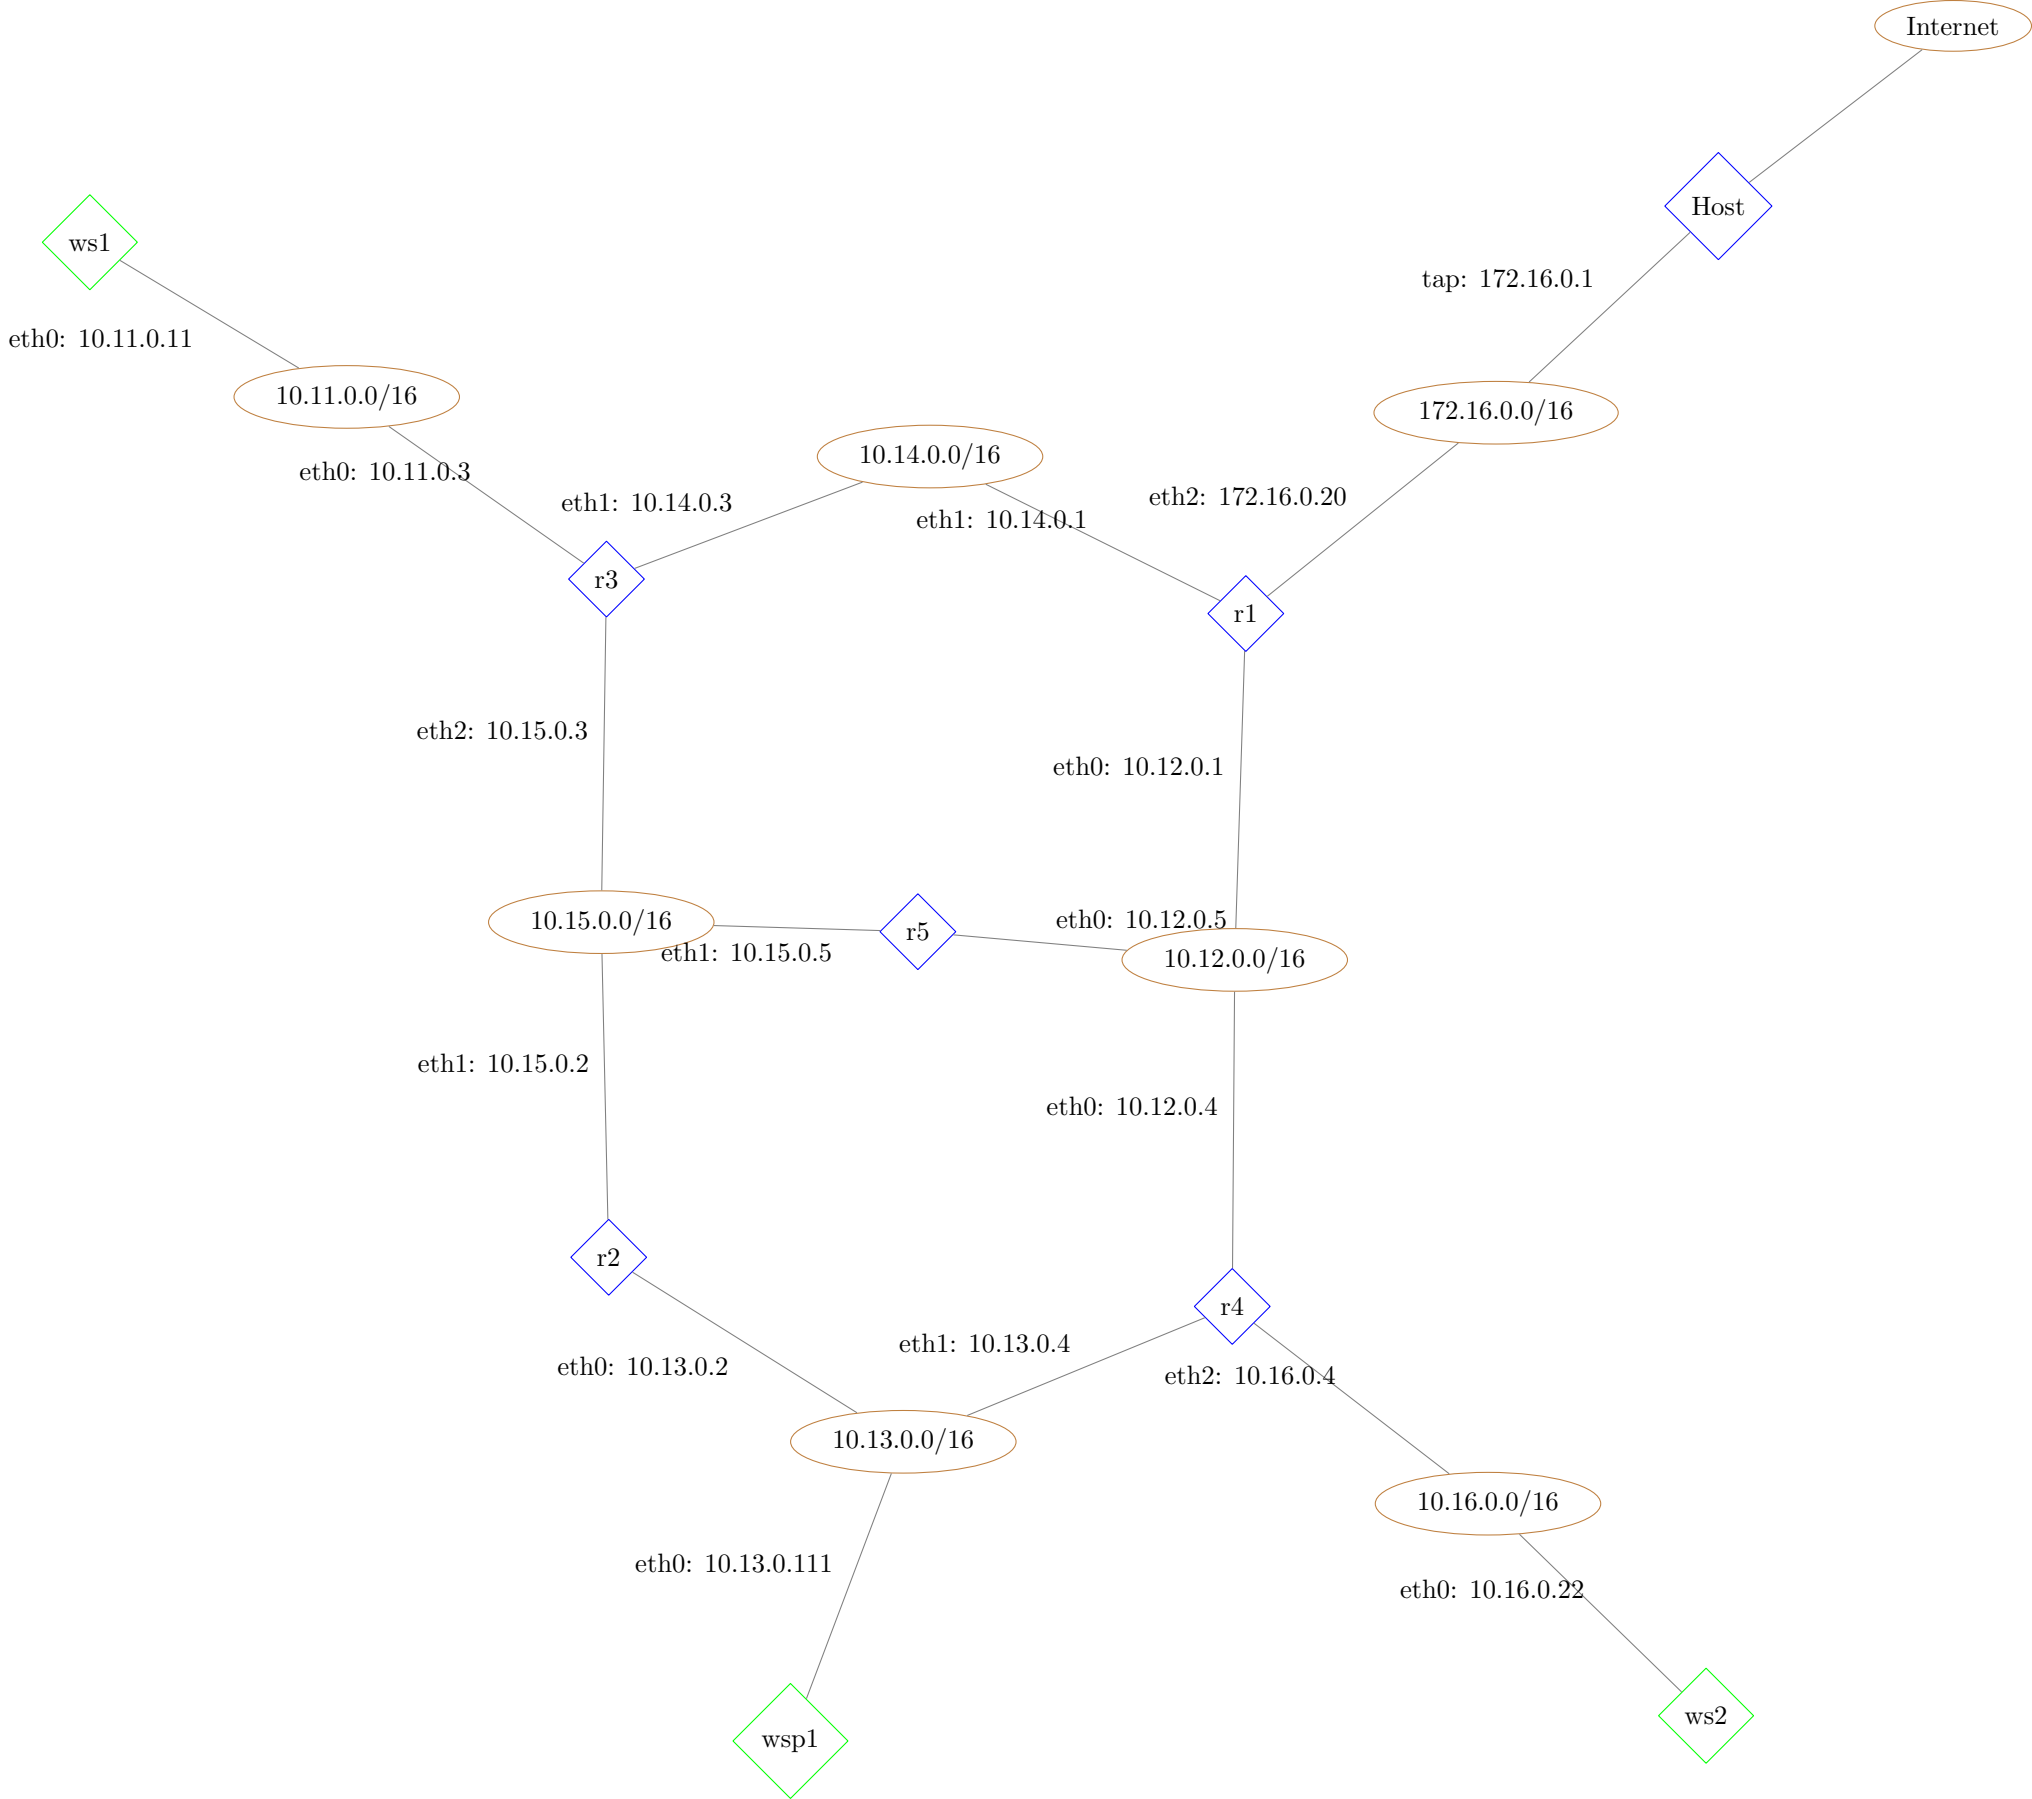 Internet
Host
ws1
tap: 172.16.0.1
eth0: 10.11.0.11
10.11.0.0/16
172.16.0.0/16
10.14.0.0/16
eth0: 10.11.0.3
eth1: 10.14.0.3
eth2: 172.16.0.20
eth1: 10.14.0.1
r3
r1
eth2: 10.15.0.3
eth0: 10.12.0.1
10.15.0.0/16
r5
eth0: 10.12.0.5
eth1: 10.15.0.5
10.12.0.0/16
eth1: 10.15.0.2
eth0: 10.12.0.4
r2
r4
eth1: 10.13.0.4
eth0: 10.13.0.2
eth2: 10.16.0.4
10.13.0.0/16
10.16.0.0/16
eth0: 10.13.0.111
eth0: 10.16.0.22
ws2
wsp1